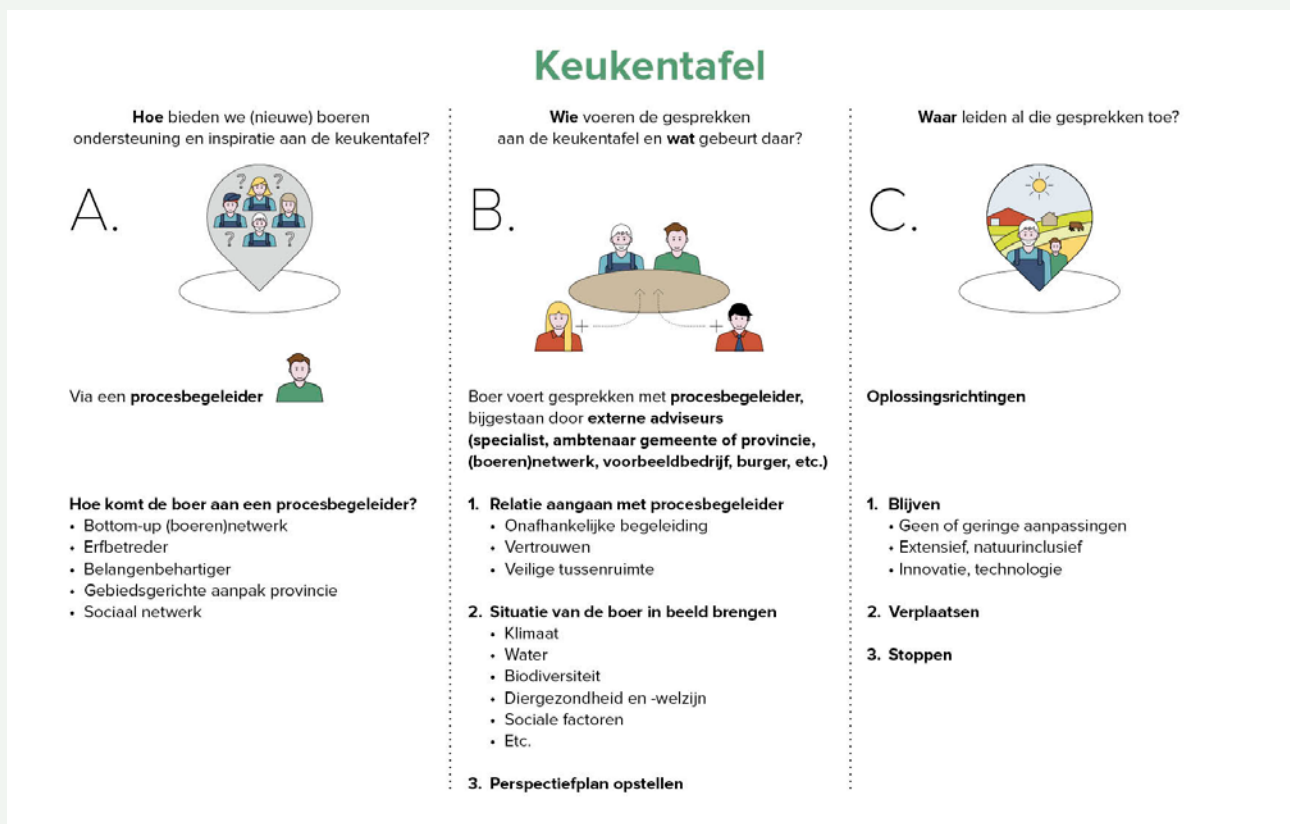 Keukentafel
Hoe bieden we (nieuwe) boeren
ondersteuning en inspiratie aan de keukentafel?
A.
? ?
? ?
Via een procesbegeleider
Hoe komt de boer aan een procesbegeleider?
• Bottom-up (boeren)netwerk
• Erfbetreder
• Belangenbehartiger
• Gebiedsgerichte aanpak provincie
• Sociaal netwerk
Wie voeren de gesprekken
aan de keukentafel en wat gebeurt daar?
B.
+ +
Boer voert gesprekken met procesbegeleider,
bijgestaan door externe adviseurs
(specialist, ambtenaar gemeente of provincie,
(boeren)netwerk, voorbeeldbedrijf, burger, etc.)
1. Relatie aangaan met procesbegeleider
• Onafhankelijke begeleiding
• Vertrouwen
• Veilige tussenruimte
2. Situatie van de boer in beeld brengen
• Klimaat
• Water
• Biodiversiteit
• Diergezondheid en -welzijn
• Sociale factoren
• Etc.
3. Perspectiefplan opstellen
Waar leiden al die gesprekken toe?
C.
Oplossingsrichtingen
1. Blijven
• Geen of geringe aanpassingen
• Extensief, natuurinclusief
• Innovatie, technologie
2. Verplaatsen
3. Stoppen